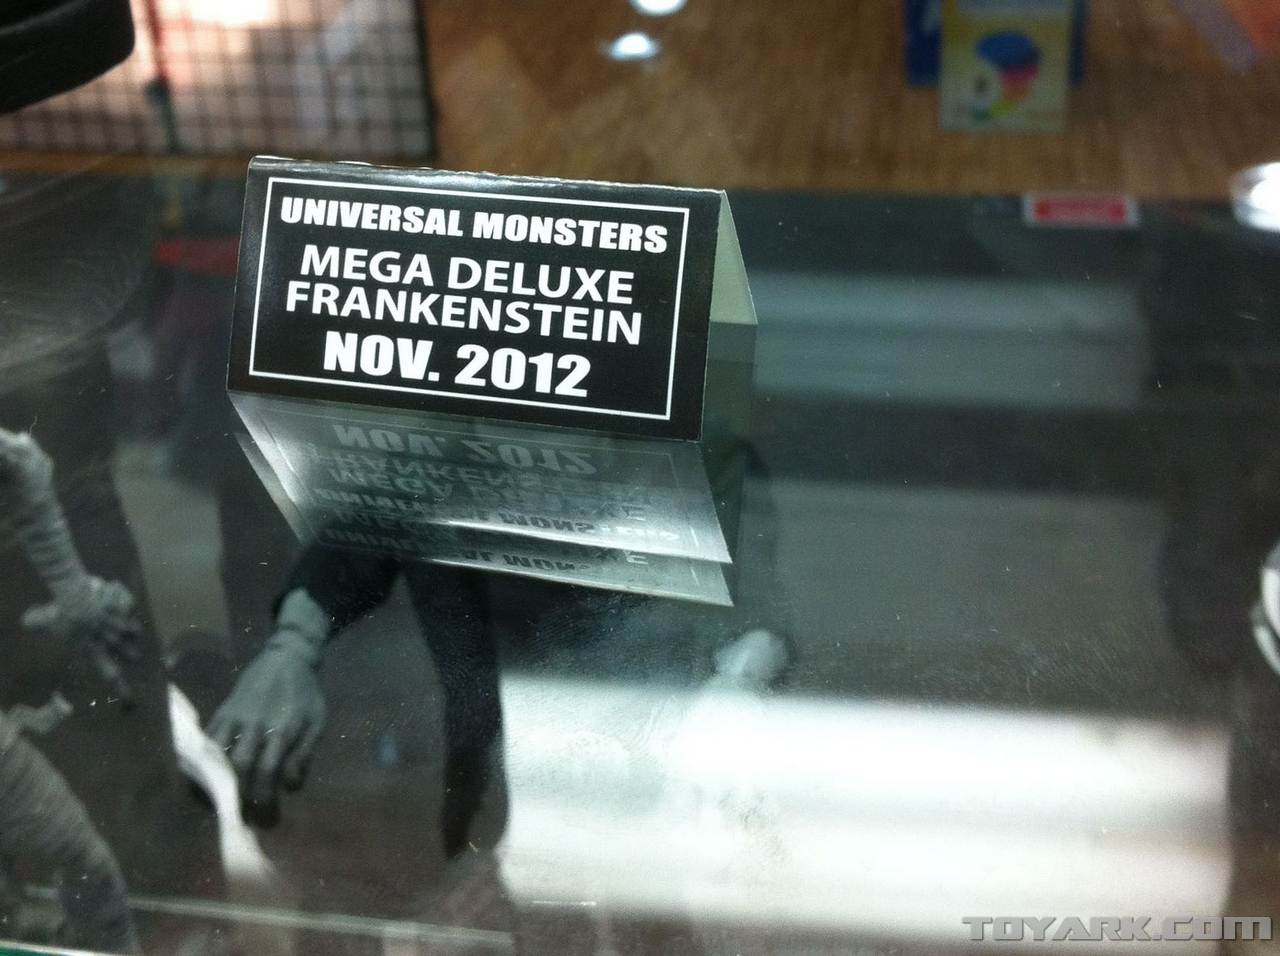 UNIVERSAL MONSTERS
MEGA DELUXE
FRANKENSTEIN
NOV. 2012
TOYARK.COM